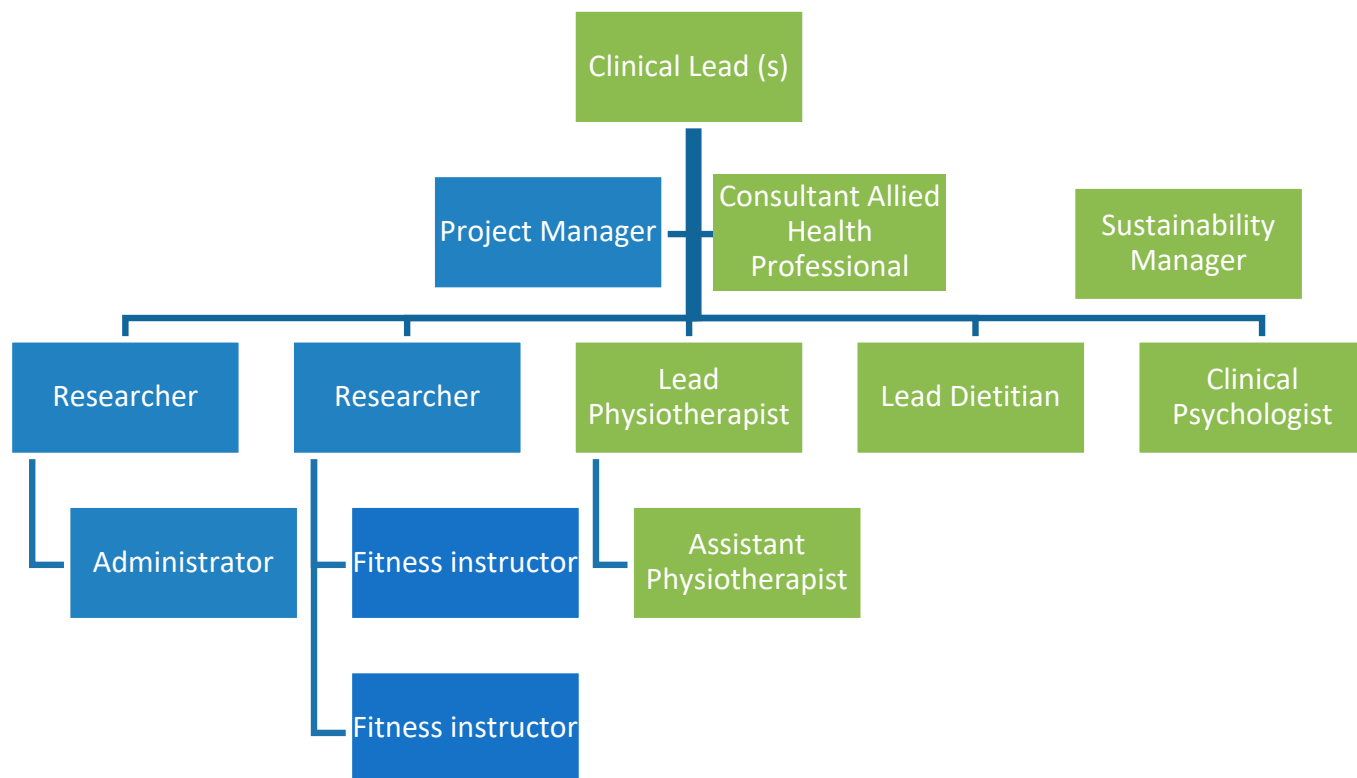 Clinical Lead (s)
Project Manager
Consultant Allied
Health
Professional
Sustainability
Manager
Researcher
Researcher
Lead
Physiotherapist
Lead Dietitian
Clinical
Psychologist
Administrator
Fitness instructor
Assistant
Physiotherapist
Fitness instructor